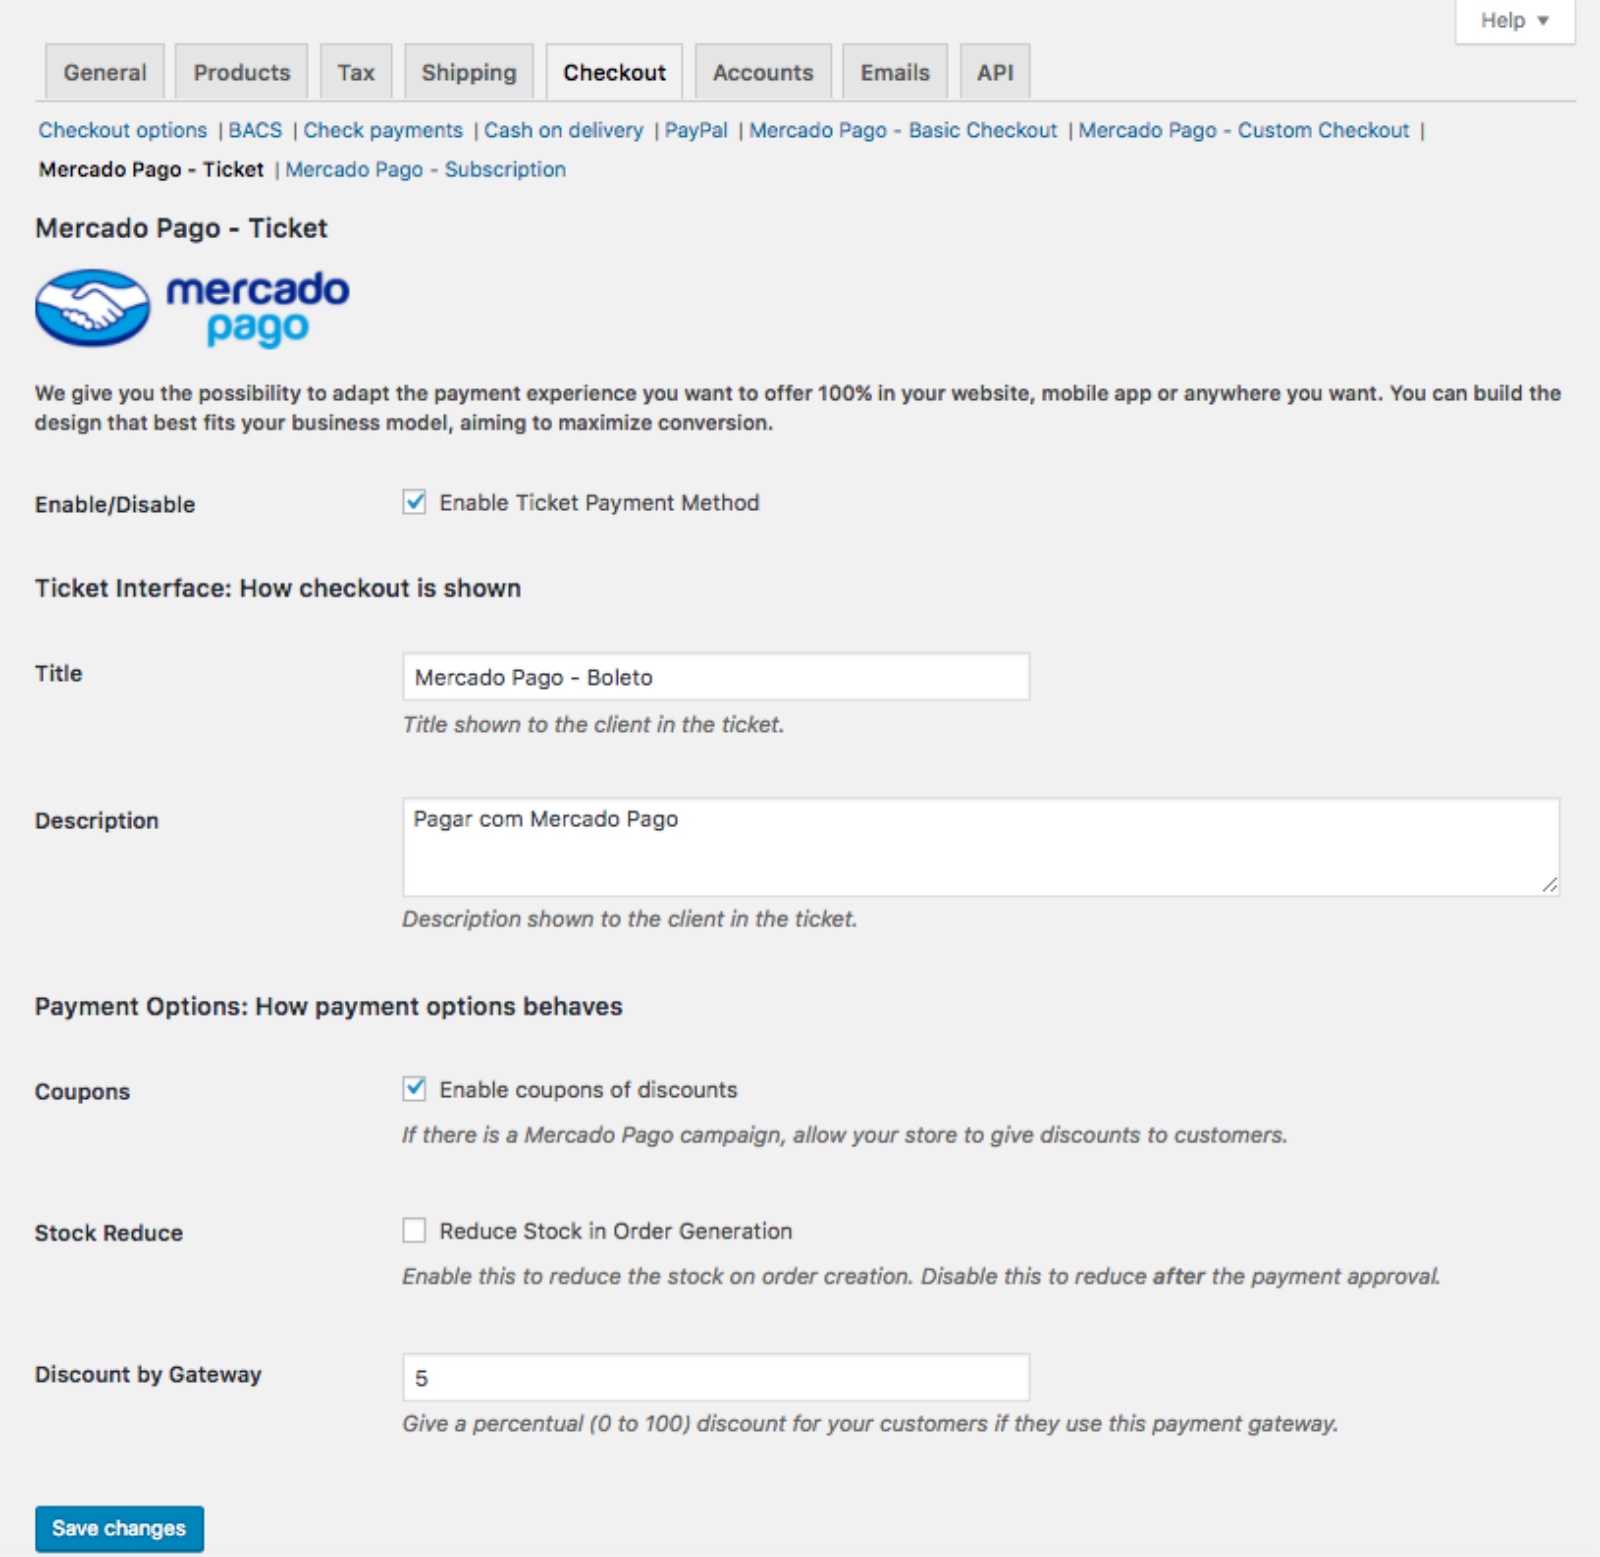 Help ▼
General Products Tax Shipping Checkout Accounts Emails API
Checkout options | BACS | Check payments | Cash on delivery | PayPal | Mercado Pago - Basic Checkout | Mercado Pago - Custom Checkout |
Mercado Pago - Ticket | Mercado Pago - Subscription
Mercado Pago - Ticket
mercado
pago
We give you the possibility to adapt the payment experience you want to offer 100% in your website, mobile app or anywhere you want. You can build the
design that best fits your business model, aiming to maximize conversion.
Enable/Disable Enable Ticket Payment Method
Ticket Interface: How checkout is shown
Title Mercado Pago - Boleto
Title shown to the client in the ticket.
Description Pagar com Mercado Pago
Description shown to the client in the ticket.
Payment Options: How payment options behaves
Coupons Enable coupons of discounts
If there is a Mercado Pago campaign, allow your store to give discounts to customers.
Stock Reduce Reduce Stock in Order Generation
Enable this to reduce the stock on order creation. Disable this to reduce after the payment approval.
Discount by Gateway 5
Give a percentual (0 to 100) discount for your customers if they use this payment gateway.
Save changes